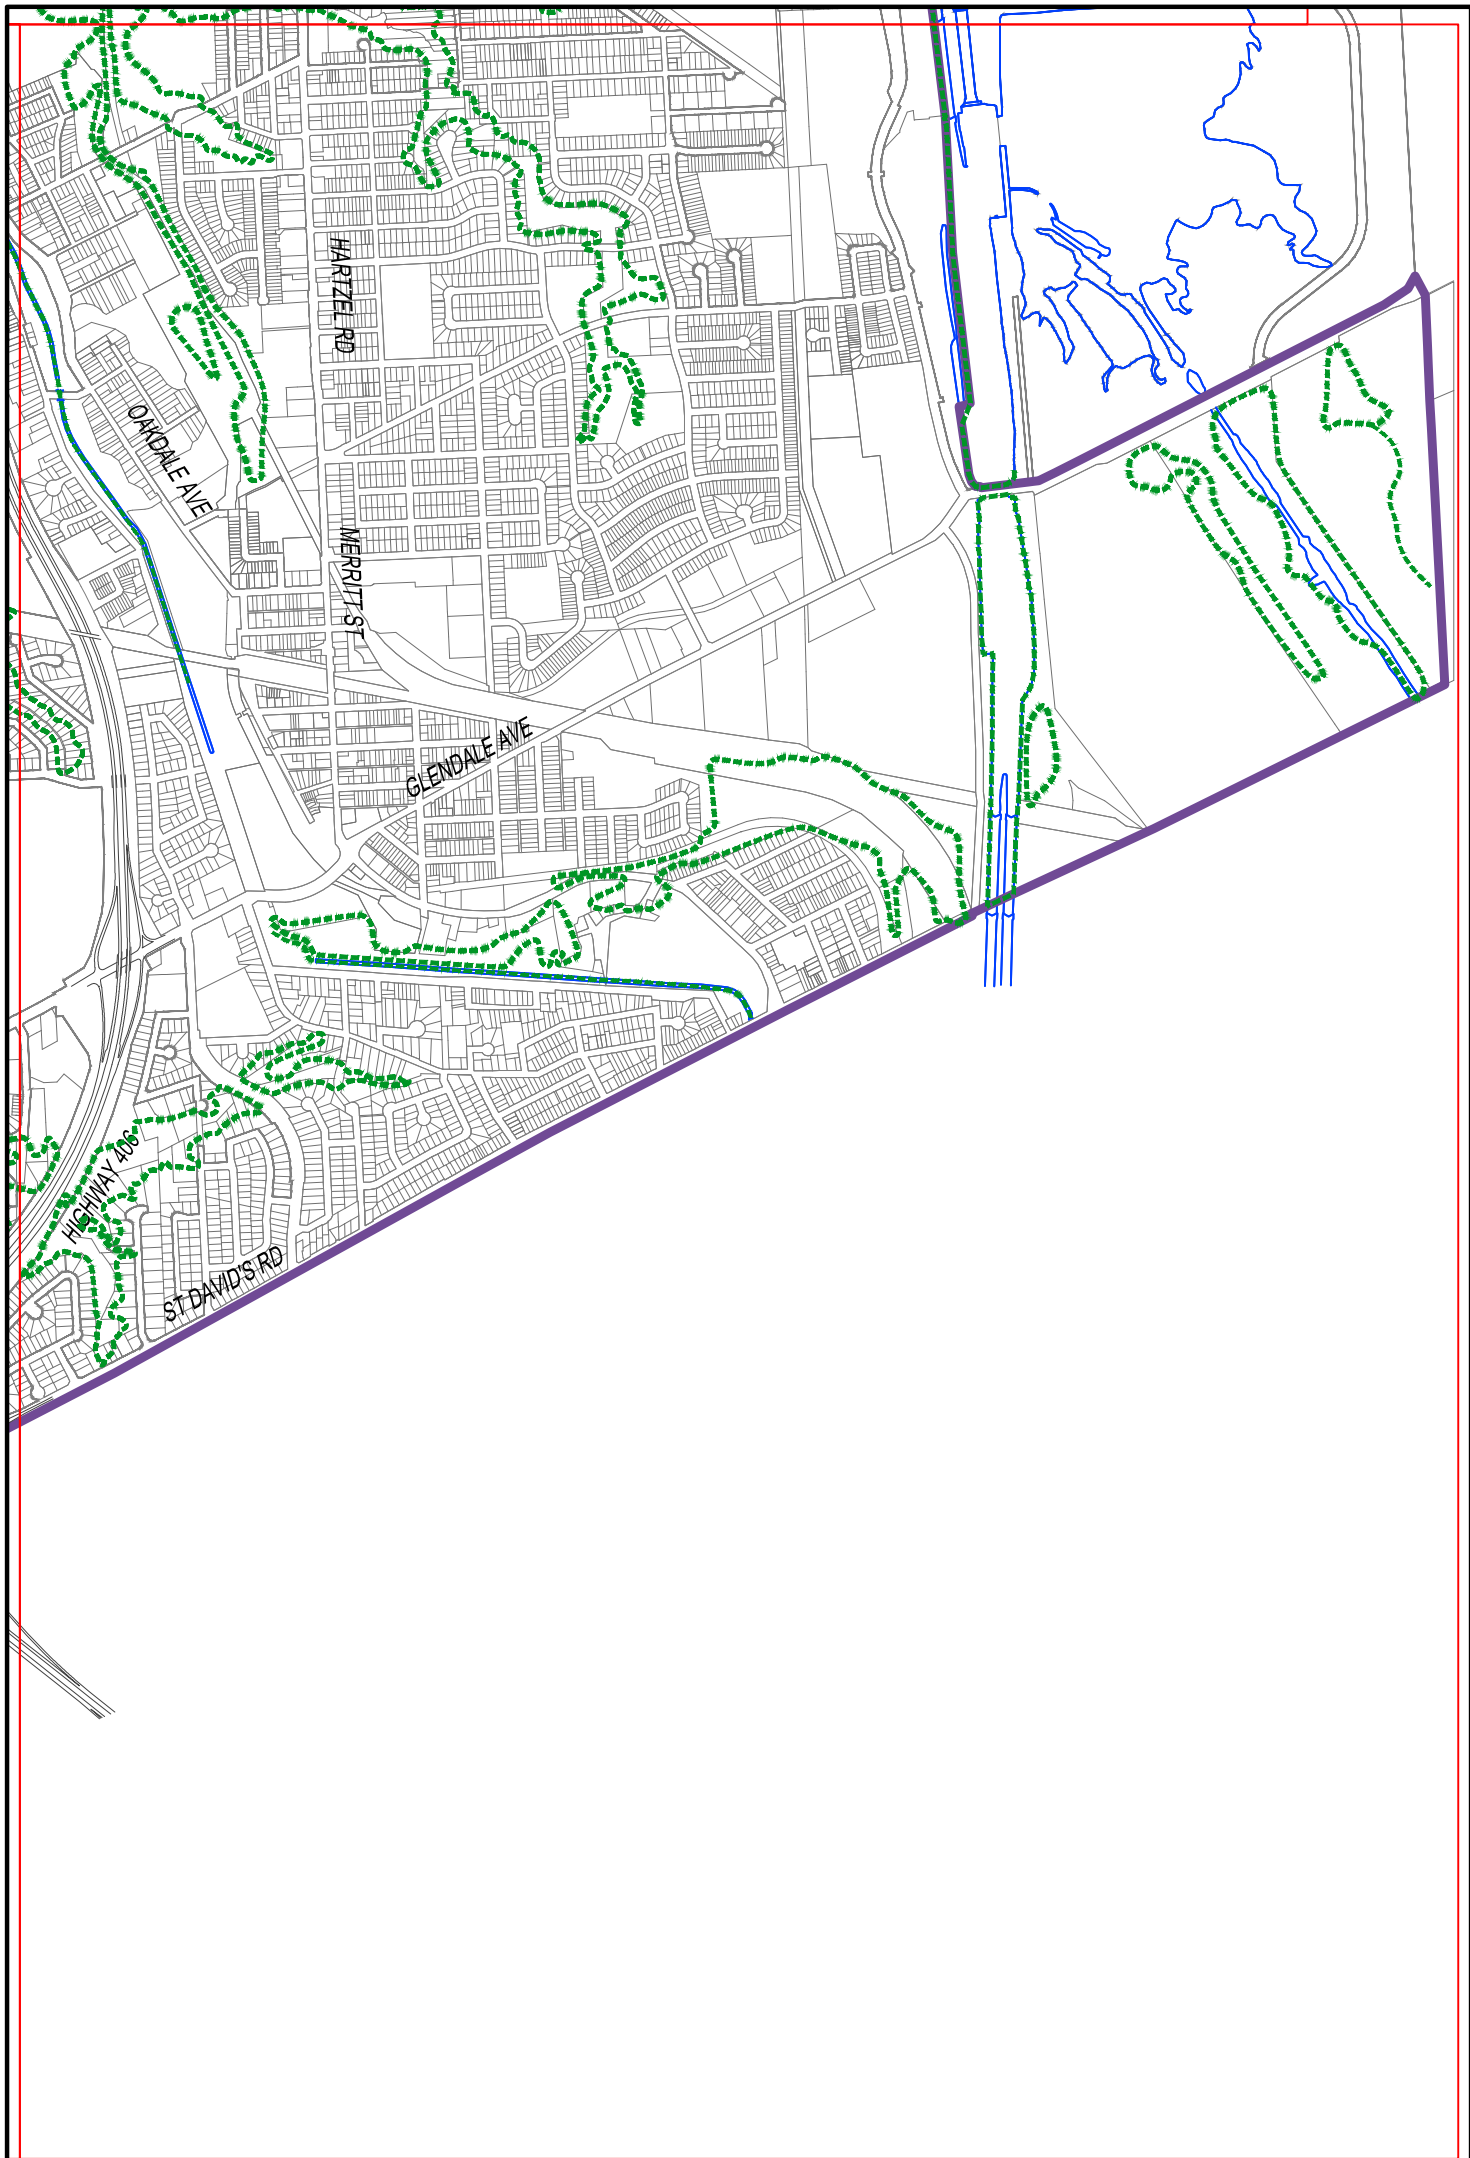 HARTZEL RD
OAKDALE AVE
MERRITT ST
GLENDALE AVE
HIGHWAY 406
ST DAVID'S RD